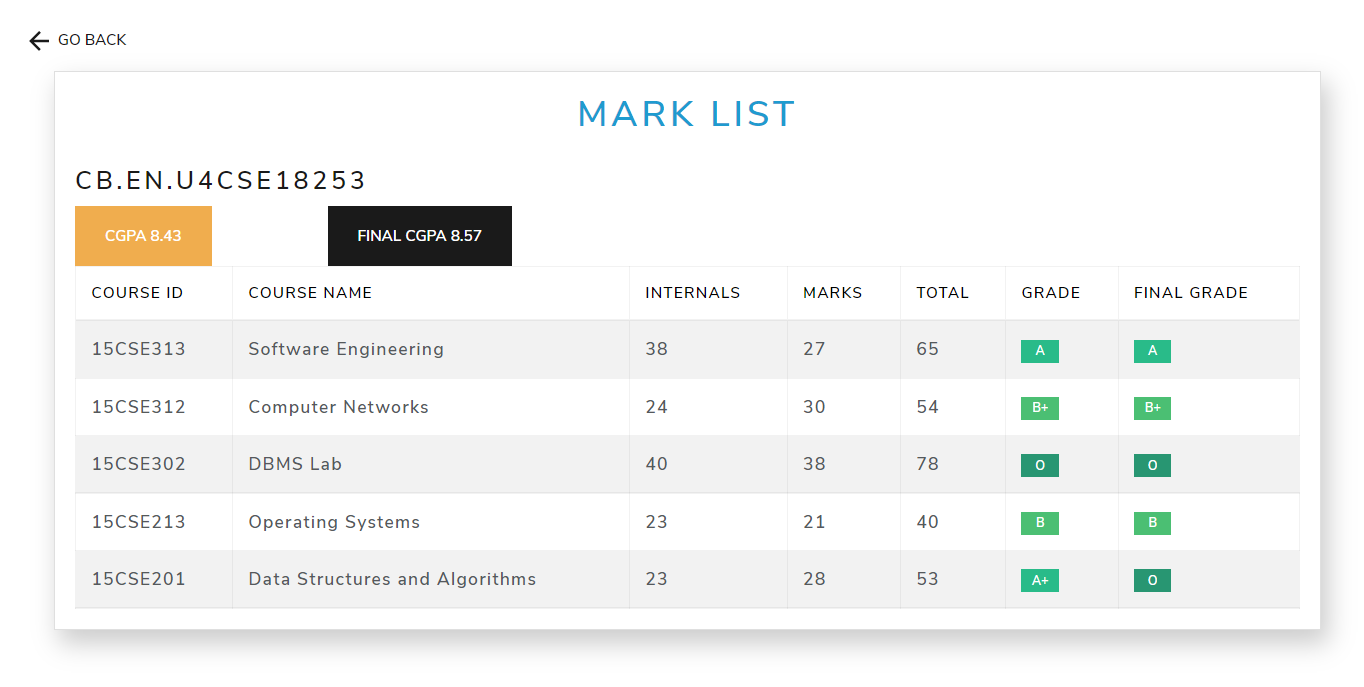 GO BACK
MARK LIST
CB.EN.U4CSE18253
CGPA 8.43 FINAL CGPA 8.57
COURSE ID COURSE NAME INTERNALS MARKS TOTAL GRADE FINAL GRADE
15CSE313 Software Engineering 38 27 65 A A
15CSE312 Computer Networks 24 30 54 B+ B+
15CSE302 DBMS Lab 40 38 78 O O
15CSE213 Operating Systems 23 21 40 B B
15CSE201 Data Structures and Algorithms 23 28 53 A+ O